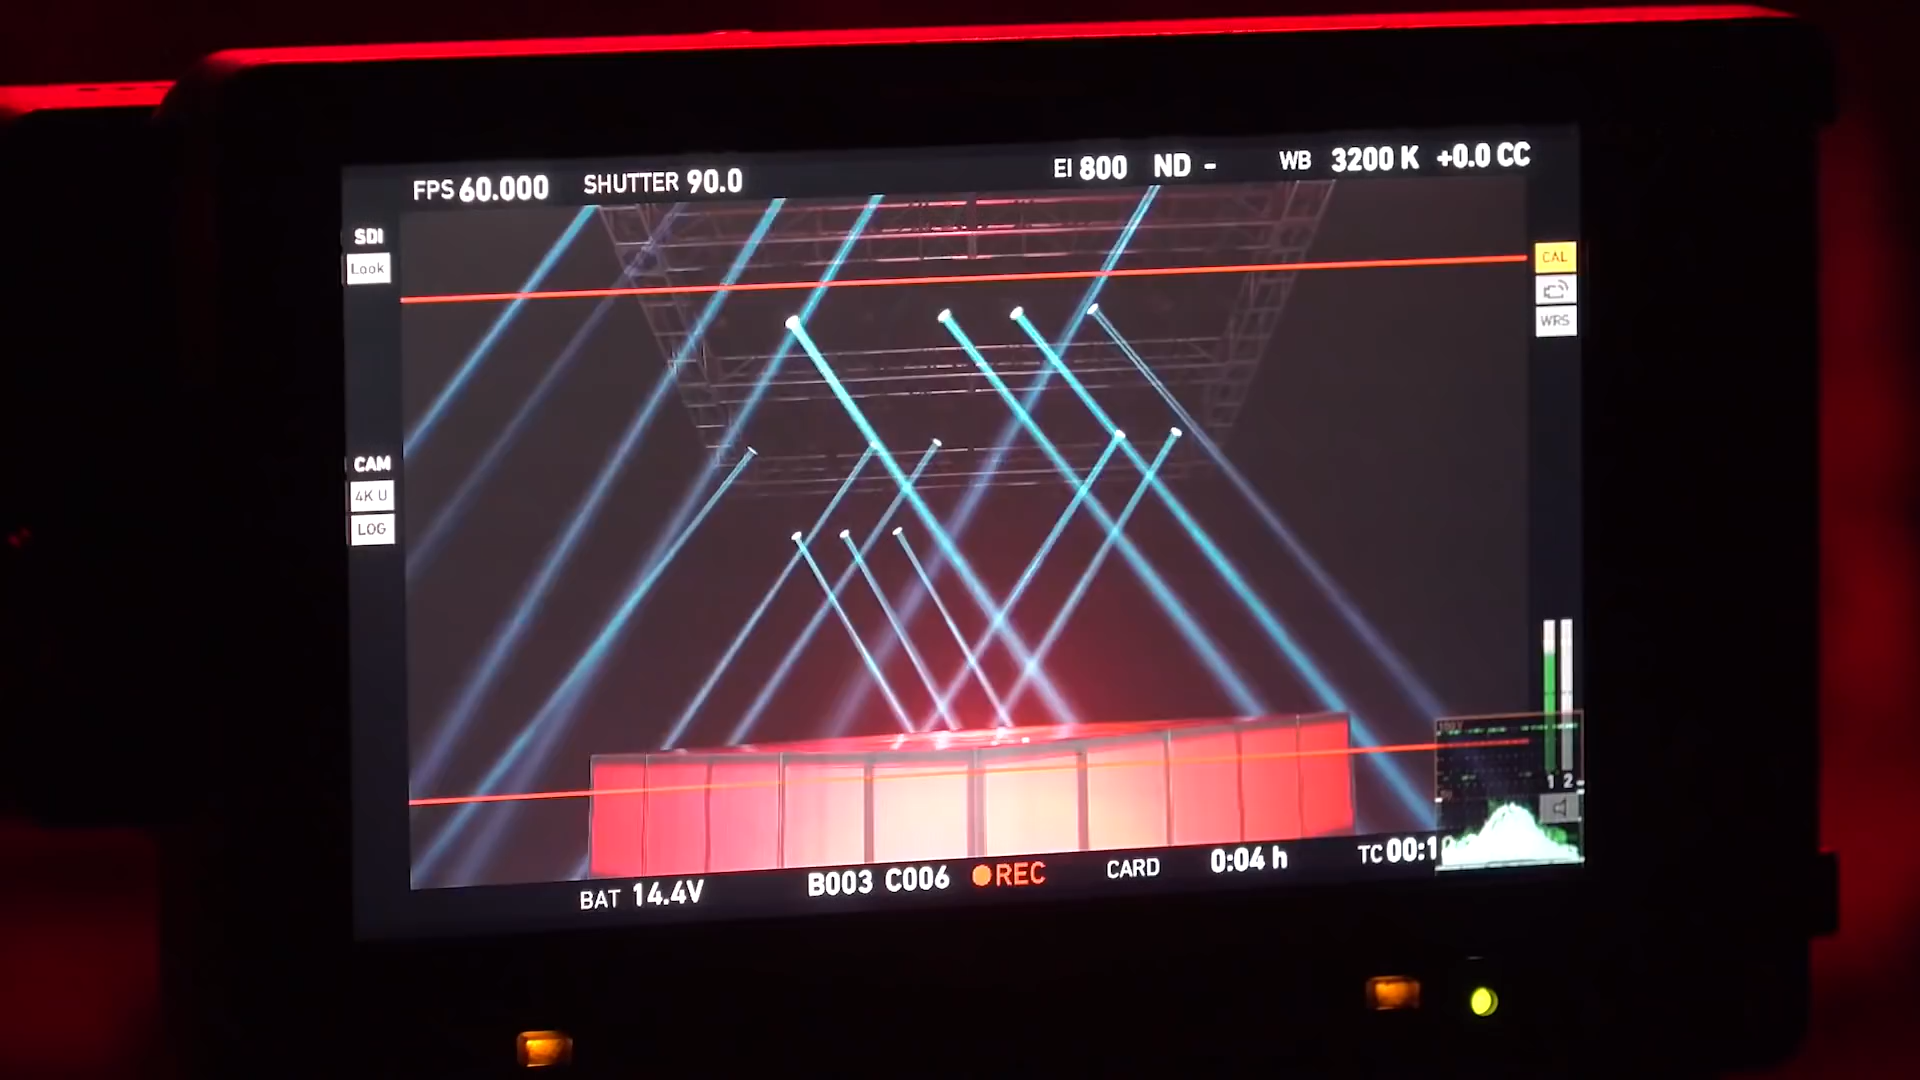 FPS 60.000 SHUTTER 90.0 EI 800 ND - WB 3200 K +0.0 CC
SDI
Look
CAL
WRS
CAM
4K U
LOG
1 2
BAT 14.4V B003 C006 REC CARD 0:04 h TC 00:1